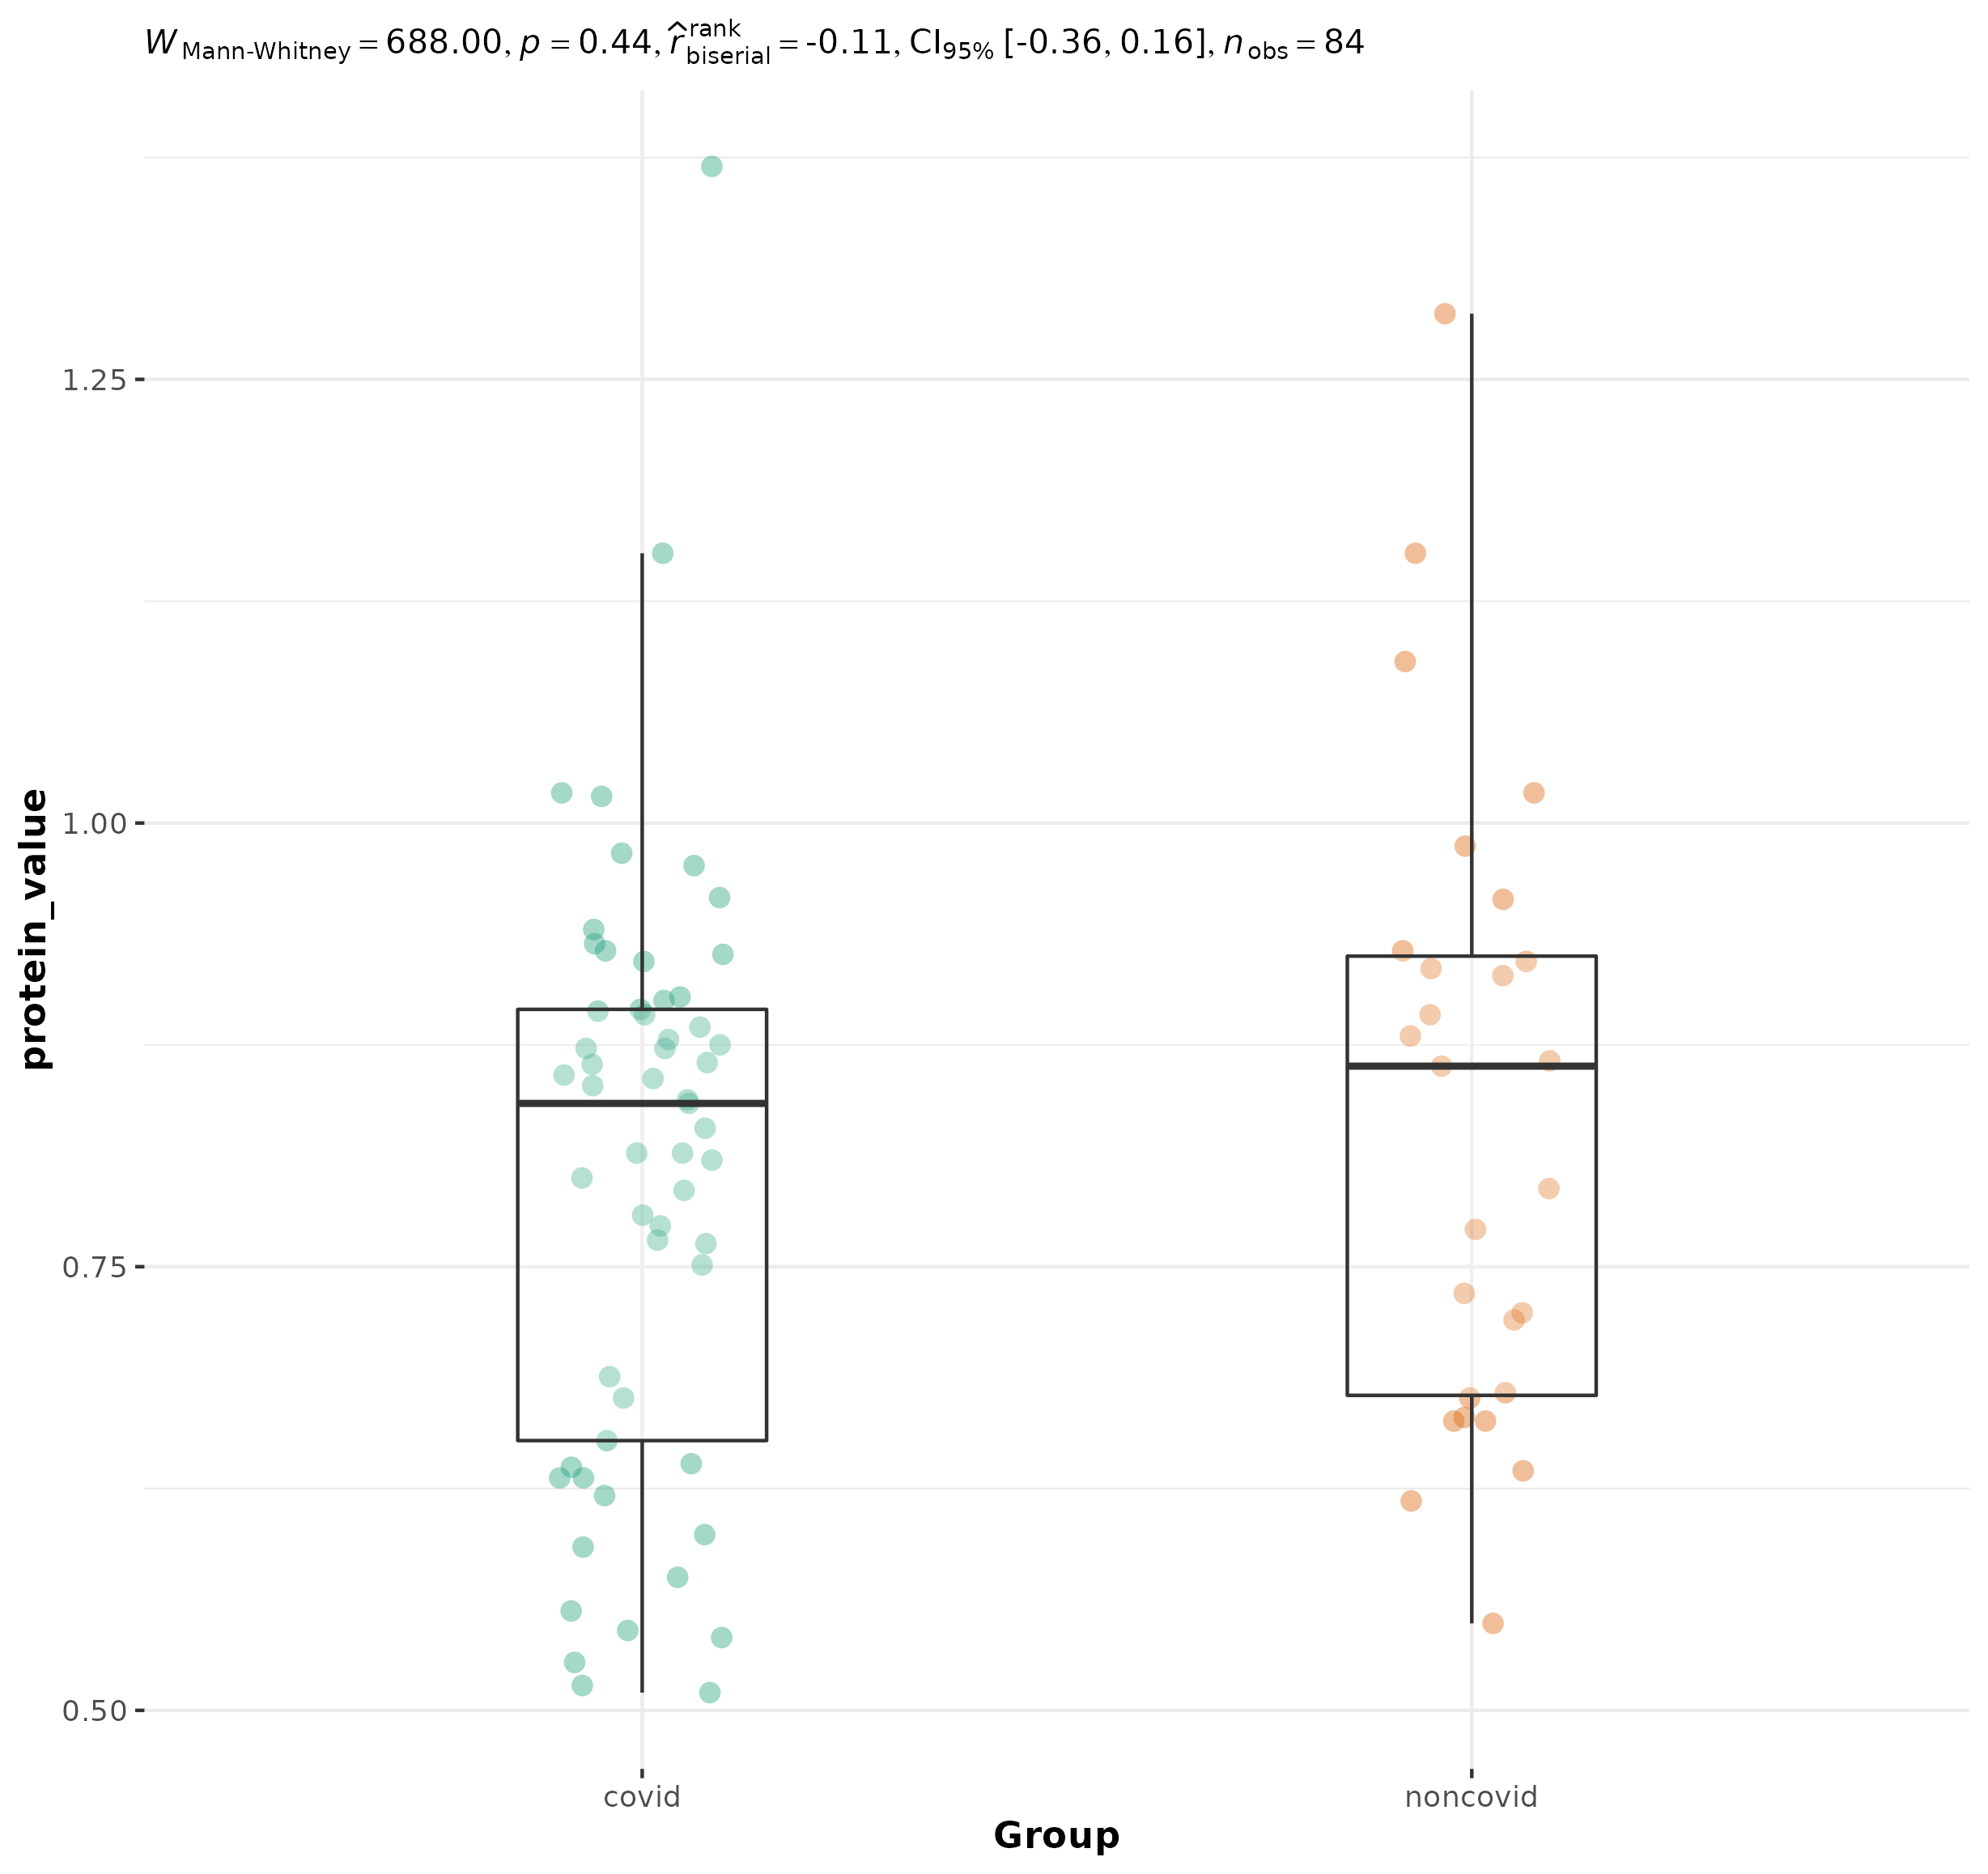 W Mann-Whitney = 688.00, p = 0.44, r̂ rank biserial = -0.11, CI95% [-0.36, 0.16], nobs = 84
1.25
1.00
0.75
0.50
protein_value
covid noncovid
Group